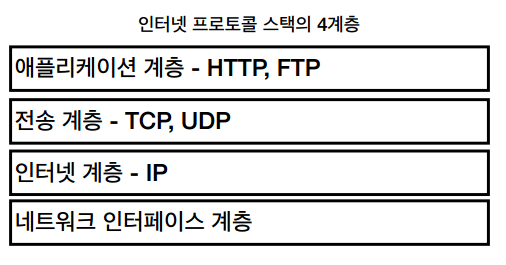 인터넷 프로토콜 스택의 4계층
애플리케이션 계층 - HTTP, FTP
전송 계층 - TCP, UDP
인터넷 계층 - IP
네트워크 인터페이스 계층